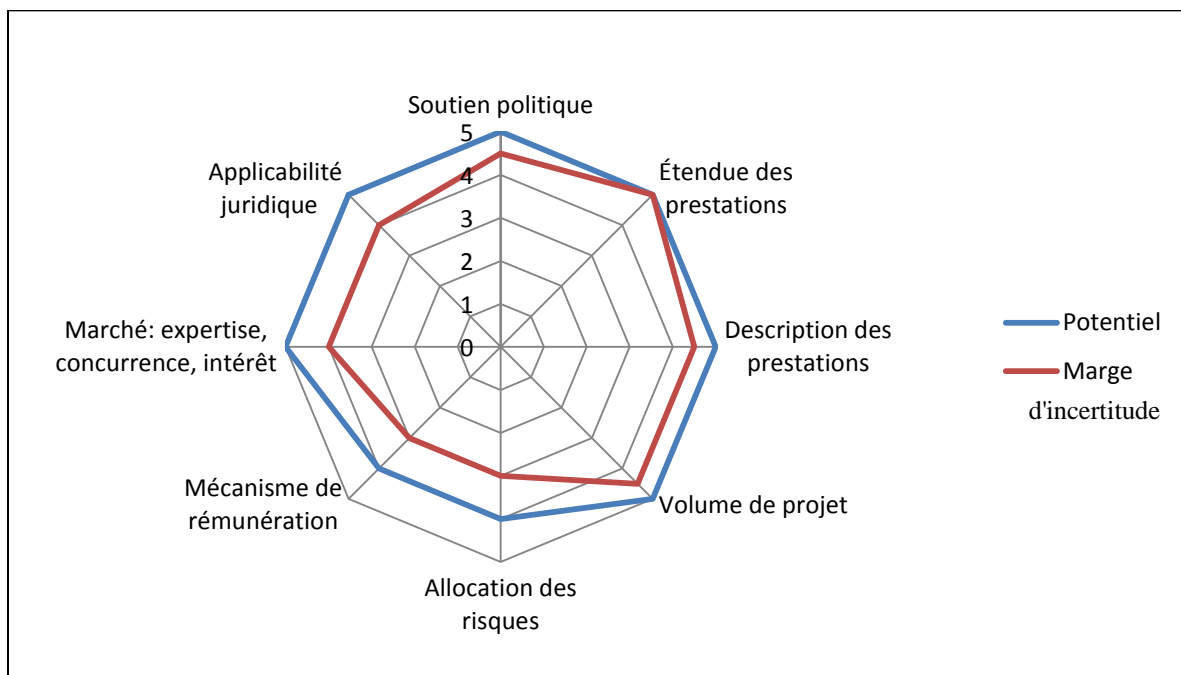 Soutien politique
5
4
3
2
1
0
Étendue des
prestations
Description des
prestations
Volume de projet
Allocation des
risques
Mécanisme de
rémunération
Marché: expertise,
concurrence, intérêt
Applicabilité
juridique
Potentiel
Marge
d'incertitude